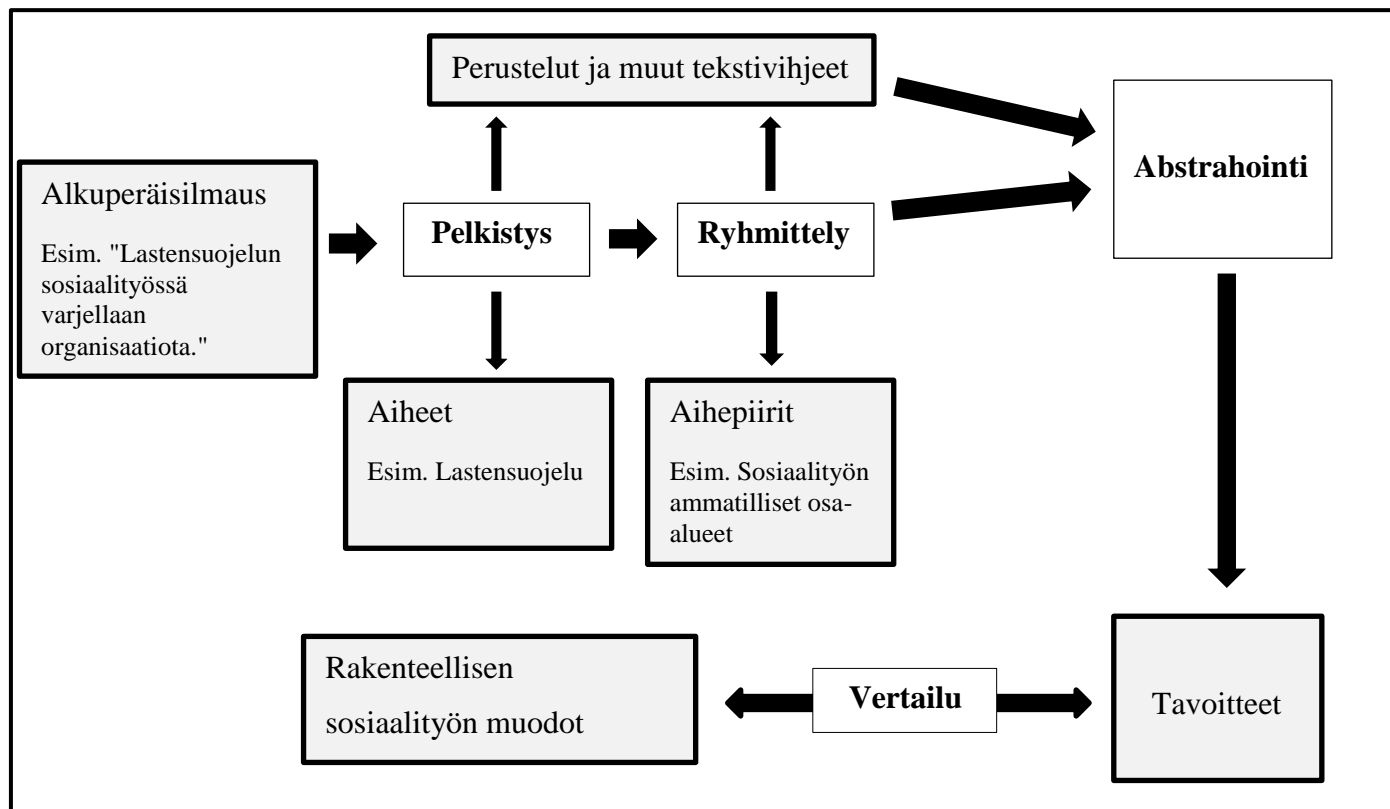 Perustelut ja muut tekstivihjeet
Abstrahointi
Alkuperäisilmaus
Esim. "Lastensuojelun
sosiaalityössä
varjellaan
organisaatiota."
Pelkistys
Ryhmittely
Aiheet
Esim. Lastensuojelu
Aihepiirit
Esim. Sosiaalityön
ammatilliset osa-
alueet
Rakenteellisen
sosiaalityön muodot
Vertailu
Tavoitteet